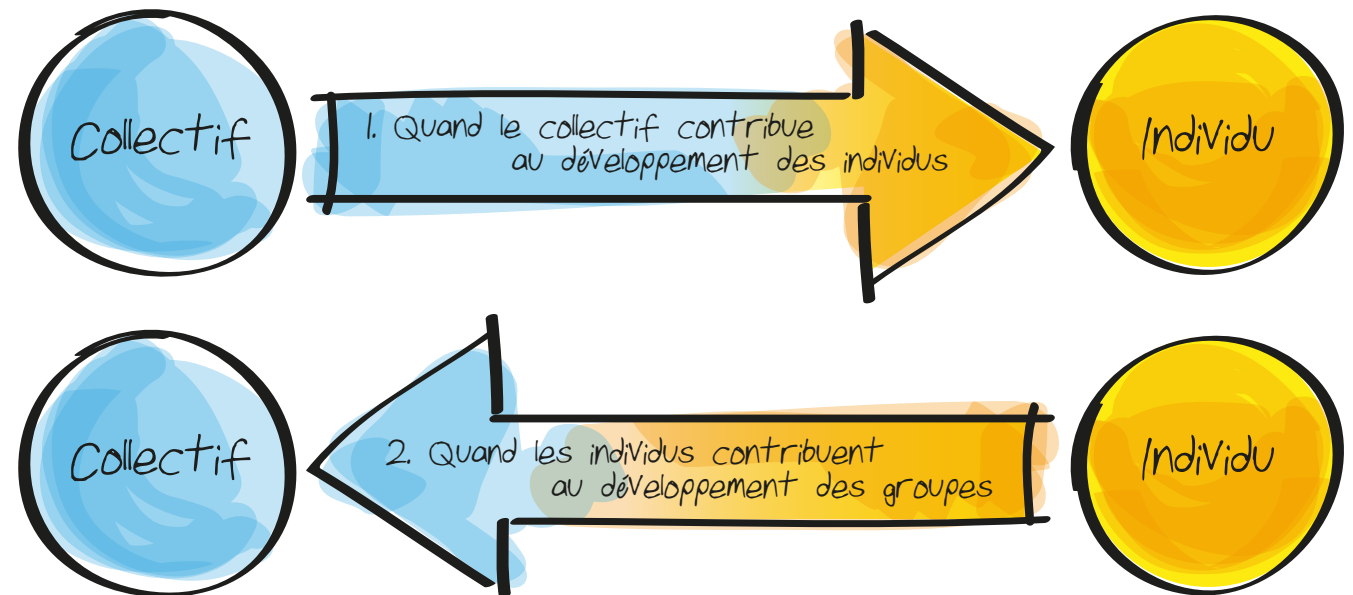 Collectif
1. Quand le collectif contribue
au développement des individus
Individu
Collectif
2. Quand les individus contribuent
au développement des groupes
Individu